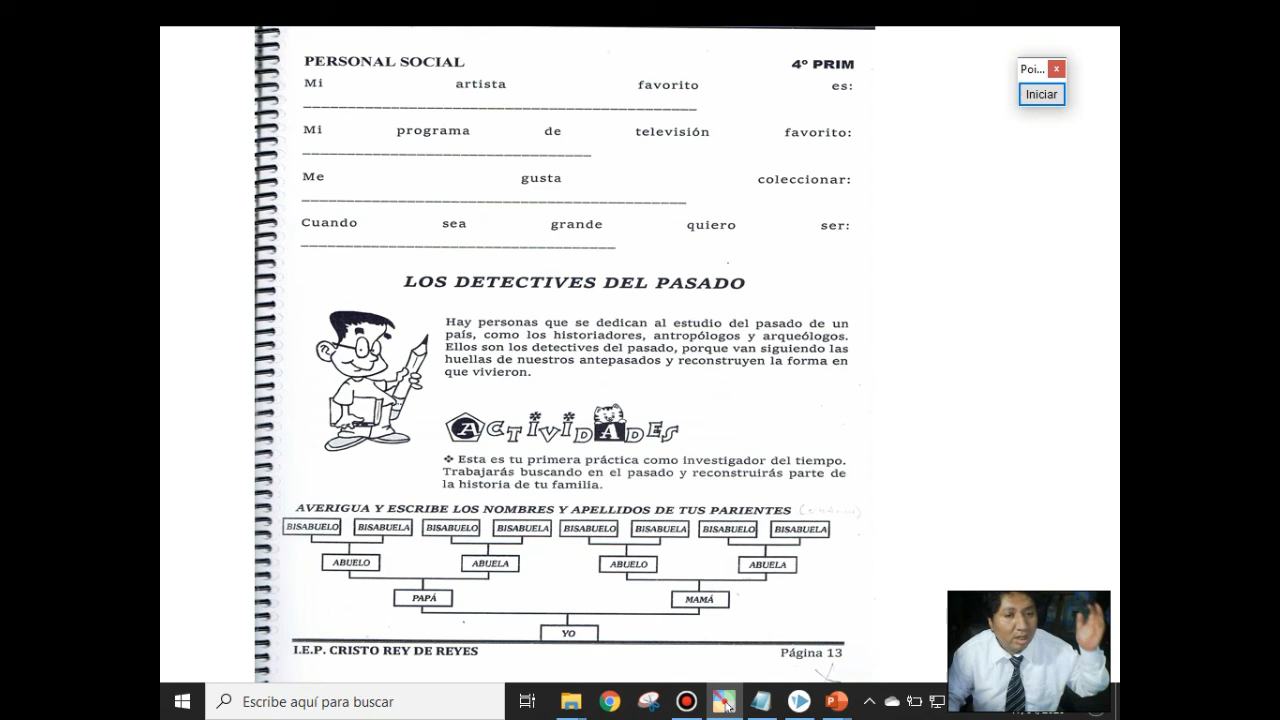 PERSONAL SOCIAL 4º PRIM
Mi artista favorito es:
Mi programa de televisión favorito:
Me gusta coleccionar:
Cuando sea grande quiero ser:
LOS DETECTIVES DEL PASADO
Hay personas que se dedican al estudio del pasado de un
país, como los historiadores, antropólogos y arqueólogos.
Ellos son los detectives del pasado, porque van siguiendo las
huellas de nuestros antepasados y reconstruyen la forma en
que vivieron.
ACTIVIDADES
❖ Esta es tu primera práctica como investigador del tiempo.
Trabajarás buscando en el pasado y reconstruirás parte de
la historia de tu familia.
AVERIGUA Y ESCRIBE LOS NOMBRES Y APELLIDOS DE TUS PARIENTES
BISABUELO BISABUELA BISABUELO BISABUELA BISABUELO BISABUELA BISABUELO BISABUELA
ABUELO ABUELA ABUELO ABUELA
PAPÁ MAMÁ
YO
I.E.P. CRISTO REY DE REYES Página 13
Poi... x
Iniciar
Escribe aquí para buscar